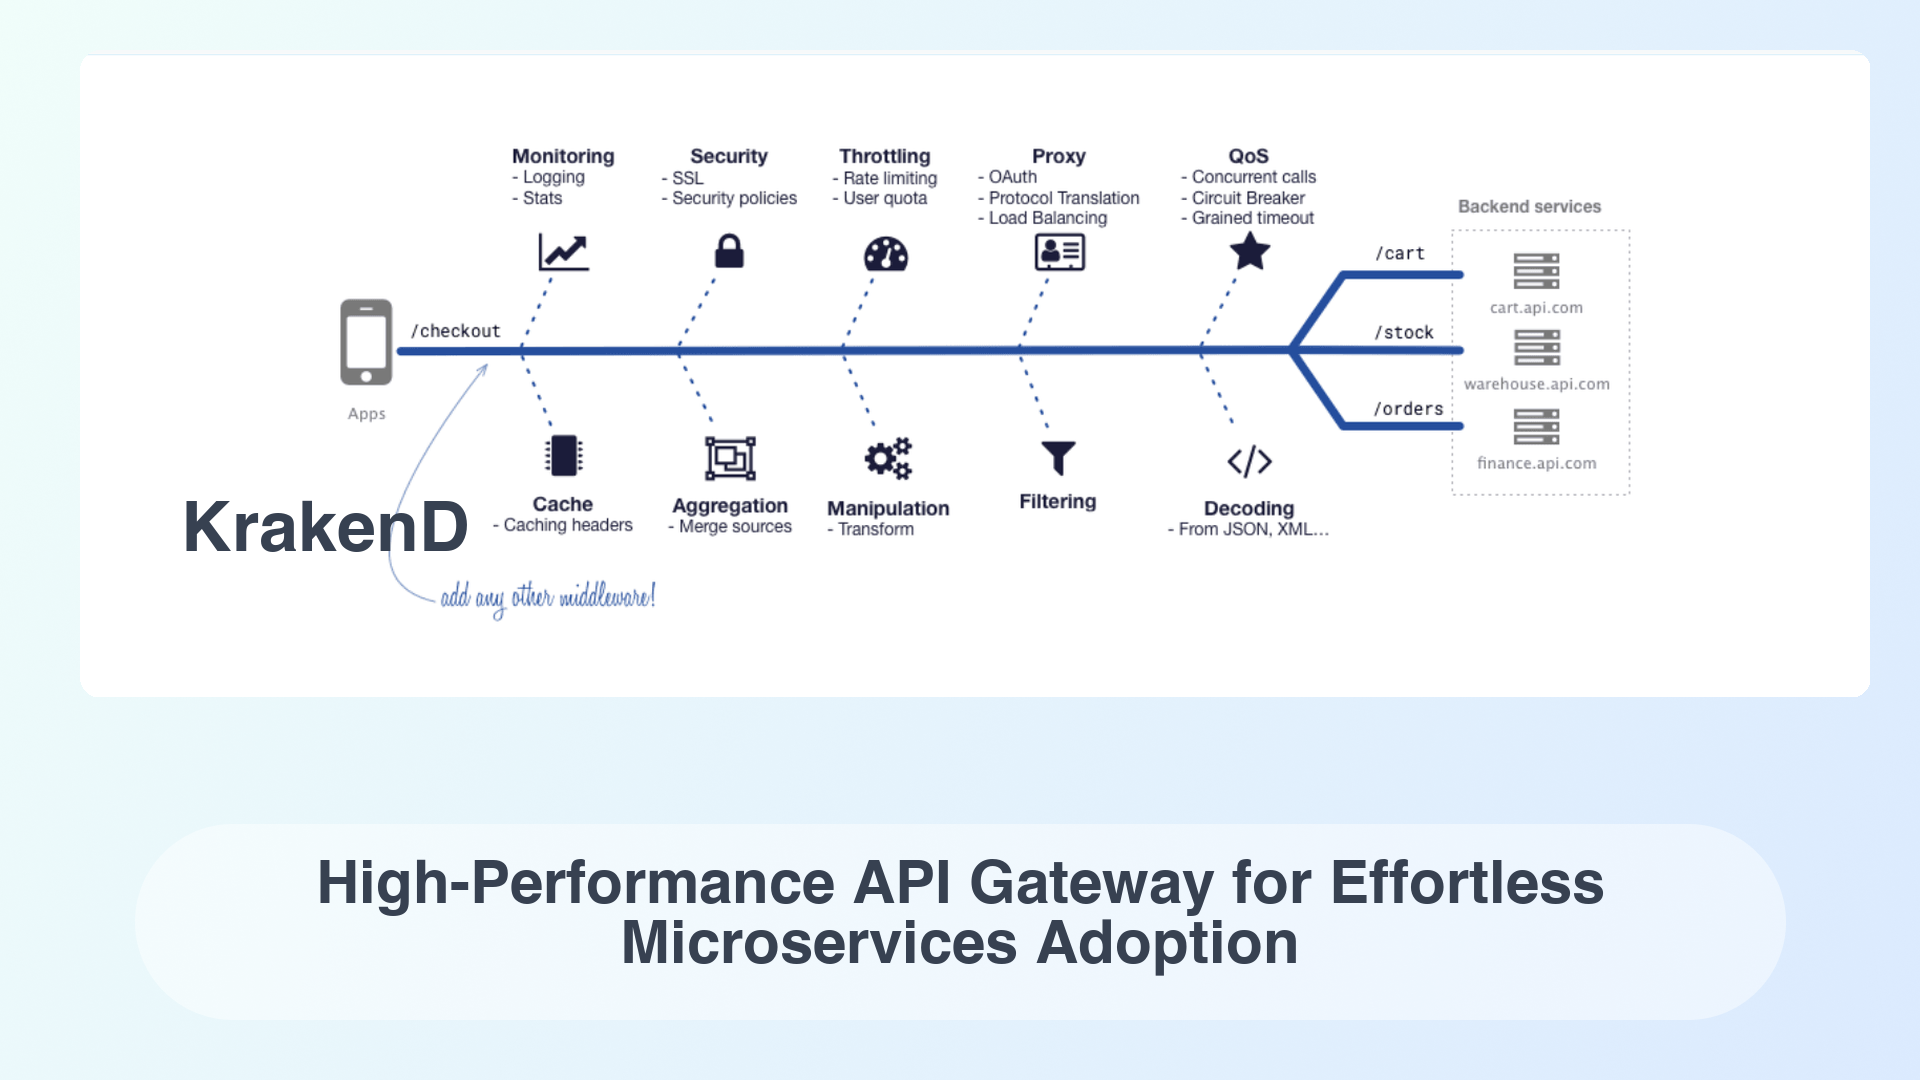 Monitoring
- Logging
- Stats
Security
- SSL
- Security policies
Throttling
- Rate limiting
- User quota
Proxy
- OAuth
- Protocol Translation
- Load Balancing
QoS
- Concurrent calls
- Circuit Breaker
- Grained timeout
Backend services
/cart
cart.api.com
/checkout
/stock
warehouse.api.com
Apps
/orders
finance.api.com
KrakenD
Cache
- Caching headers
Aggregation
- Merge sources
Manipulation
- Transform
Filtering
Decoding
- From JSON, XML...
add any other middleware!
High-Performance API Gateway for Effortless
Microservices Adoption